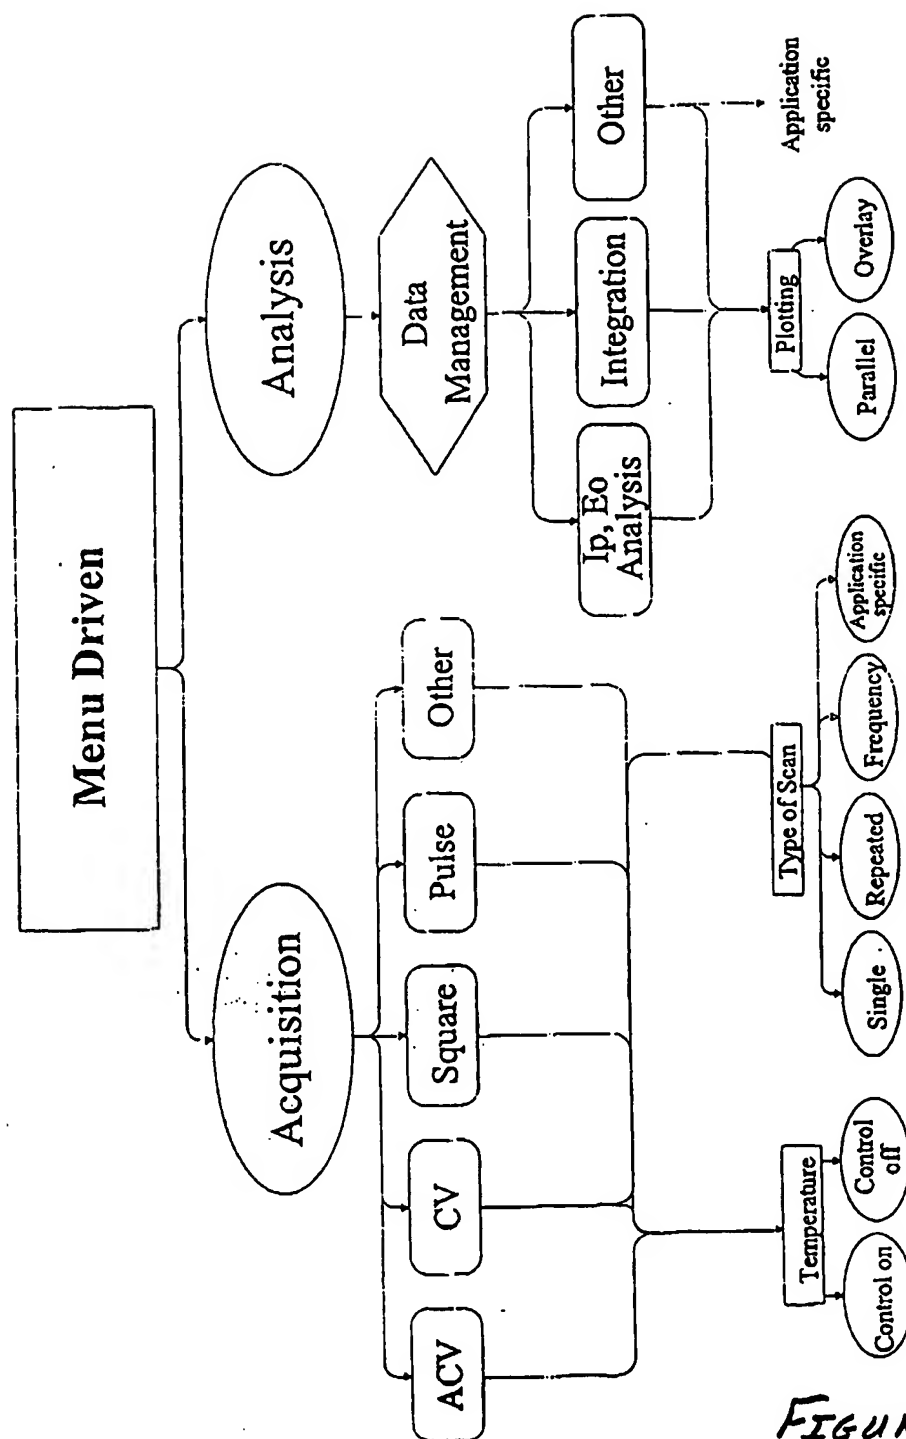 Menu Driven
Acquisition
Analysis
ACV
CV
Square
Pulse
Other
Data
Management
Ip, Eo
Analysis
Integration
Other
Temperature
Control on
Control
off
Type of Scan
Single
Repeated
Frequency
Application
specific
Plotting
Parallel
Overlay
Application
specific